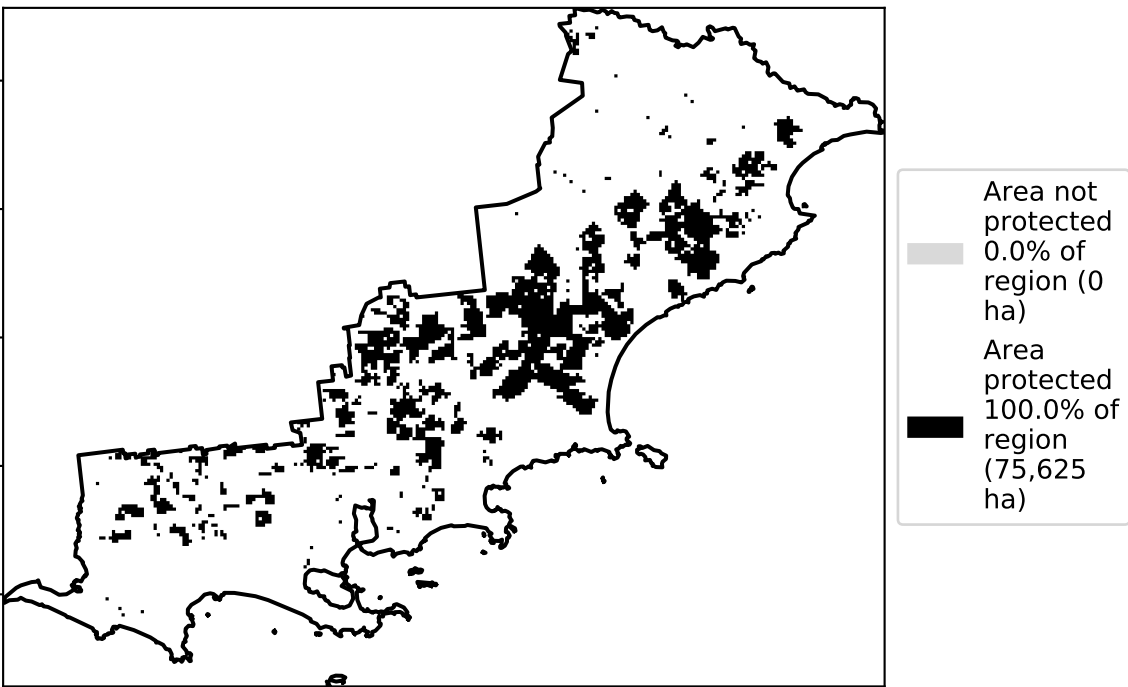 Area not
protected
0.0% of
region (0
ha)
Area
protected
100.0% of
region
(75,625
ha)